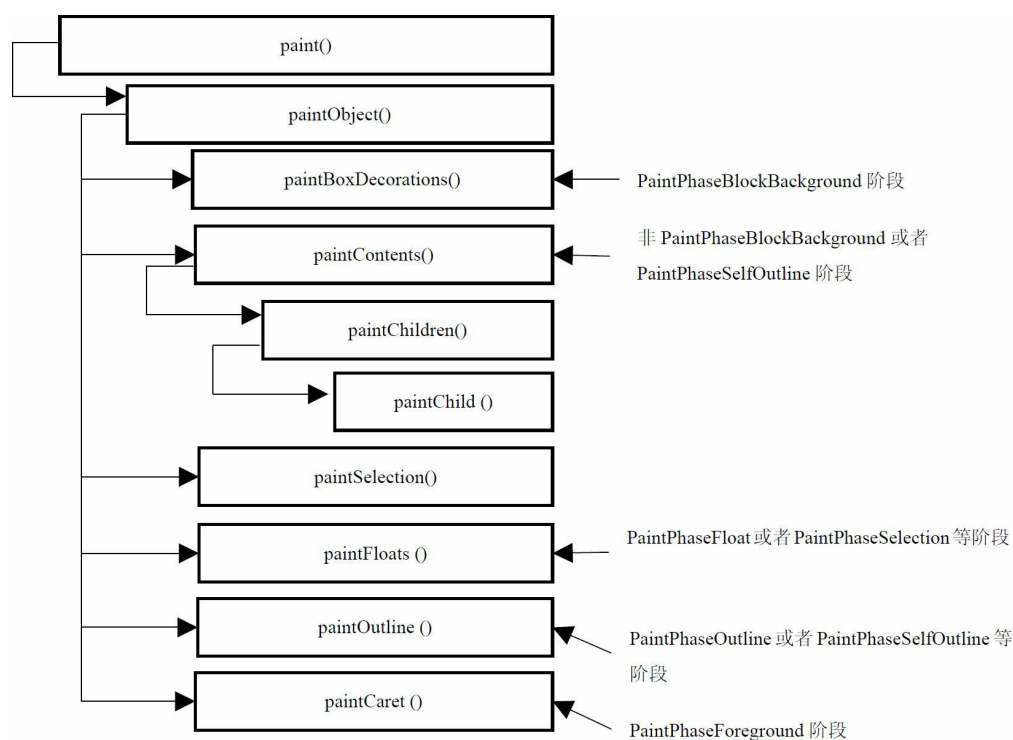 paint()
paintObject()
paintBoxDecorations()
PaintPhaseBlockBackground 阶段
paintContents()
非 PaintPhaseBlockBackground 或者
PaintPhaseSelfOutline 阶段
paintChildren()
paintChild ()
paintSelection()
paintFloats ()
PaintPhaseFloat 或者 PaintPhaseSelection 等阶段
paintOutline ()
PaintPhaseOutline 或者 PaintPhaseSelfOutline 等
阶段
paintCaret ()
PaintPhaseForeground 阶段